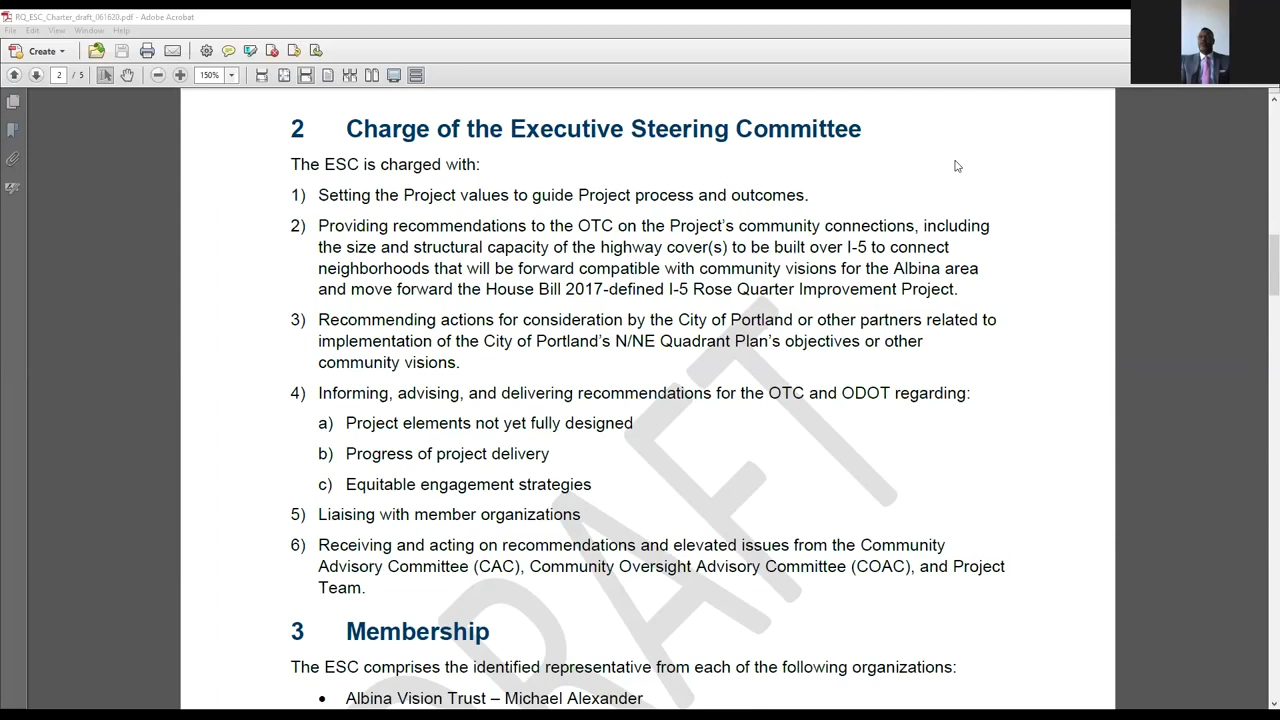 RQ_ESC_Charter_draft_061620.pdf - Adobe Acrobat
File Edit View Window Help
Create
2 / 5 150%
2 Charge of the Executive Steering Committee
The ESC is charged with:
1) Setting the Project values to guide Project process and outcomes.
2) Providing recommendations to the OTC on the Project's community connections, including
the size and structural capacity of the highway cover(s) to be built over I-5 to connect
neighborhoods that will be forward compatible with community visions for the Albina area
and move forward the House Bill 2017-defined I-5 Rose Quarter Improvement Project.
3) Recommending actions for consideration by the City of Portland or other partners related to
implementation of the City of Portland's N/NE Quadrant Plan's objectives or other
community visions.
4) Informing, advising, and delivering recommendations for the OTC and ODOT regarding:
a) Project elements not yet fully designed
b) Progress of project delivery
c) Equitable engagement strategies
5) Liaising with member organizations
6) Receiving and acting on recommendations and elevated issues from the Community
Advisory Committee (CAC), Community Oversight Advisory Committee (COAC), and Project
Team.
3 Membership
The ESC comprises the identified representative from each of the following organizations:
• Albina Vision Trust – Michael Alexander
DRAFT